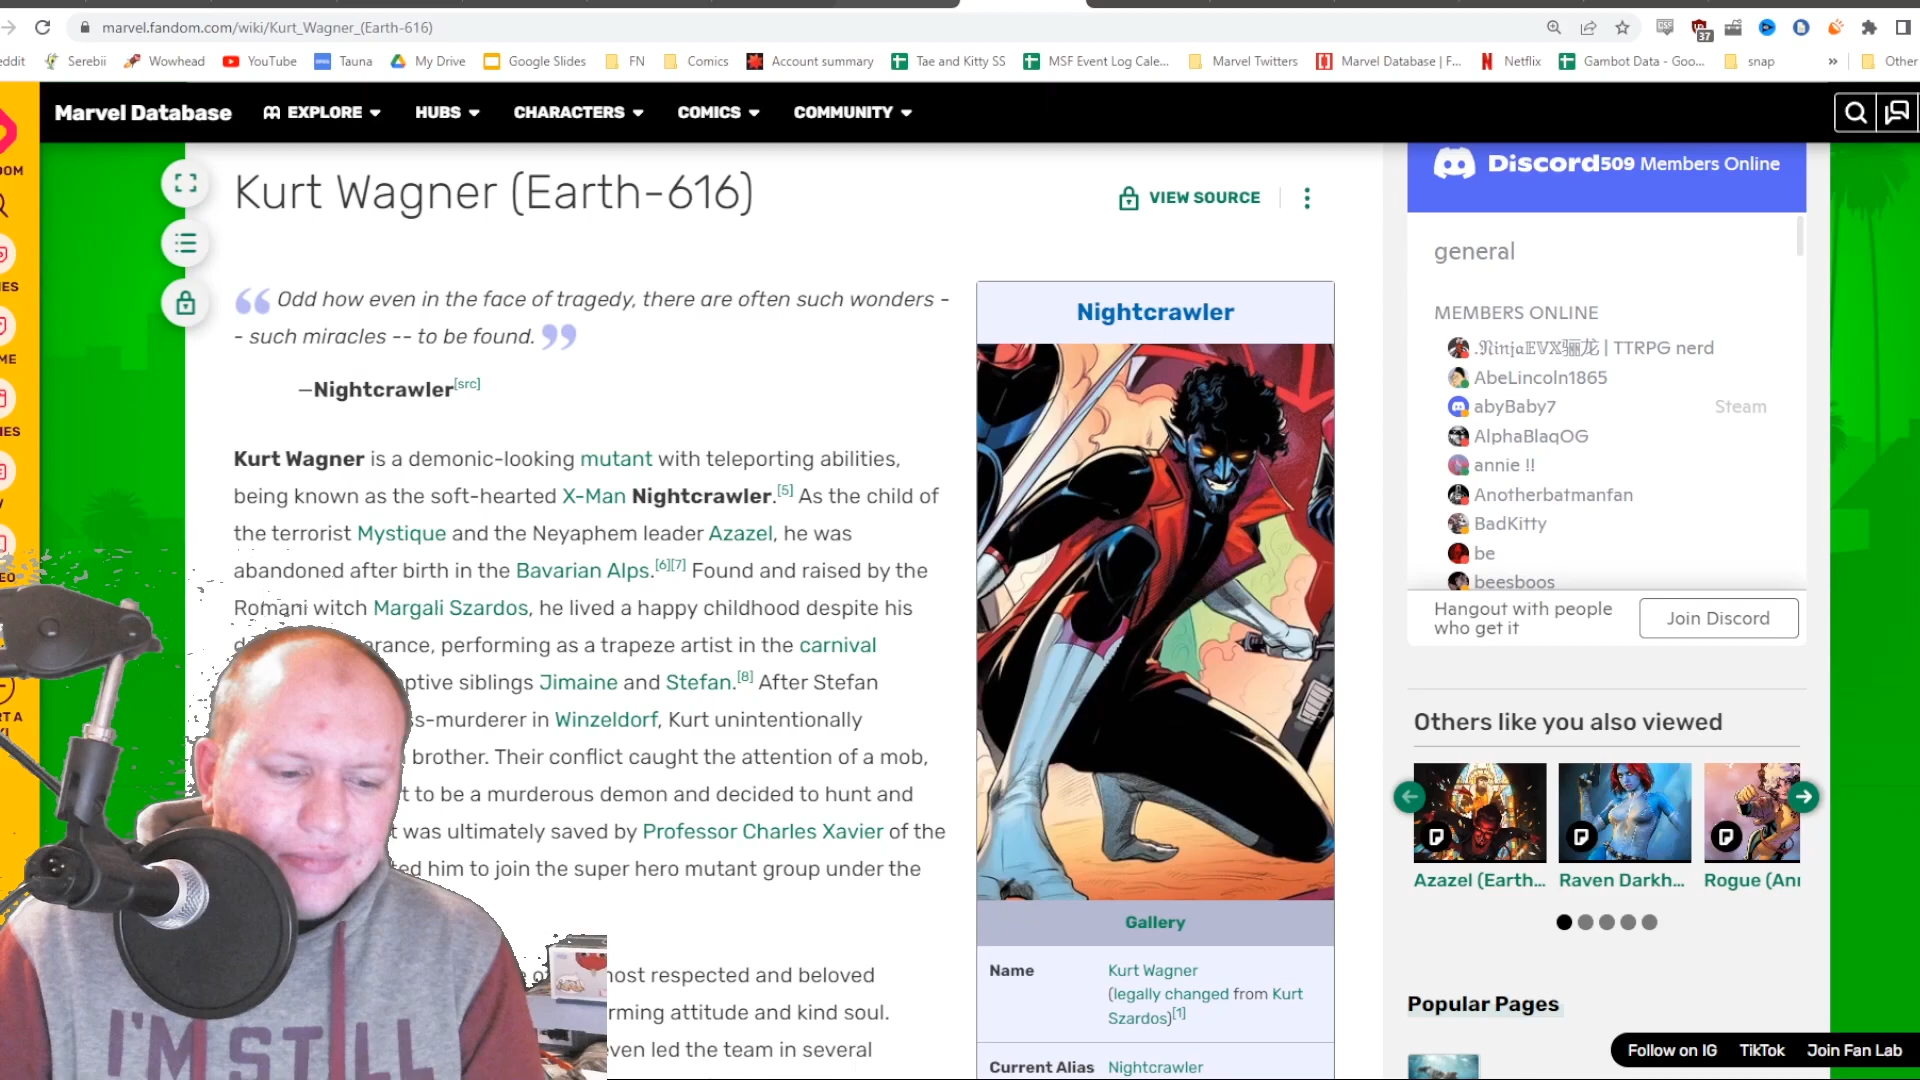 marvel.fandom.com/wiki/Kurt_Wagner_(Earth-616)
37
eddit Serebii Wowhead YouTube Tauna My Drive Google Slides FN Comics Account summary Tae and Kitty SS MSF Event Log Cale... Marvel Twitters Marvel Database | F... Netflix Gambot Data - Goo... snap » Other
Marvel Database EXPLORE HUBS CHARACTERS COMICS COMMUNITY
Kurt Wagner (Earth-616)
VIEW SOURCE
Odd how even in the face of tragedy, there are often such wonders -
- such miracles -- to be found.
—Nightcrawler[src]
Kurt Wagner is a demonic-looking mutant with teleporting abilities,
being known as the soft-hearted X-Man Nightcrawler.[5] As the child of
the terrorist Mystique and the Neyaphem leader Azazel, he was
abandoned after birth in the Bavarian Alps.[6][7] Found and raised by the
Romani witch Margali Szardos, he lived a happy childhood despite his
rance, performing as a trapeze artist in the carnival
ptive siblings Jimaine and Stefan.[8] After Stefan
s-murderer in Winzeldorf, Kurt unintentionally
brother. Their conflict caught the attention of a mob,
t to be a murderous demon and decided to hunt and
t was ultimately saved by Professor Charles Xavier of the
ed him to join the super hero mutant group under the
most respected and beloved
rming attitude and kind soul.
even led the team in several
Nightcrawler
Gallery
Name Kurt Wagner
(legally changed from Kurt
Szardos)[1]
Current Alias Nightcrawler
Discord 509 Members Online
general
MEMBERS ONLINE
.𝔑𝔦𝔫𝔧𝔞𝔼𝕍𝕏骊龙 | TTRPG nerd
AbeLincoln1865
abyBaby7 Steam
AlphaBlaqOG
annie !!
Anotherbatmanfan
BadKitty
be
beesboos
Hangout with people
who get it
Join Discord
Others like you also viewed
Azazel (Earth... Raven Darkh... Rogue (An
Popular Pages
Follow on IG TikTok Join Fan Lab
I'M STILL